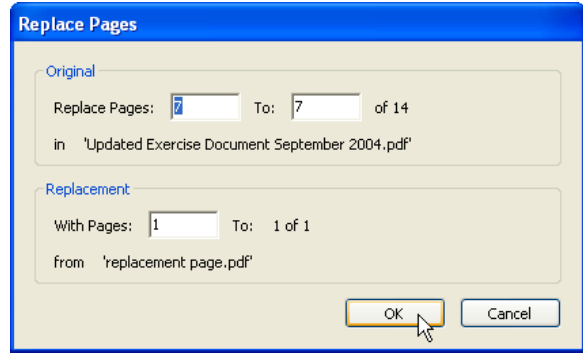 Replace Pages
Original
Replace Pages: 7 To: 7 of 14
in 'Updated Exercise Document September 2004.pdf'
Replacement
With Pages: 1 To: 1 of 1
from 'replacement page.pdf'
OK Cancel